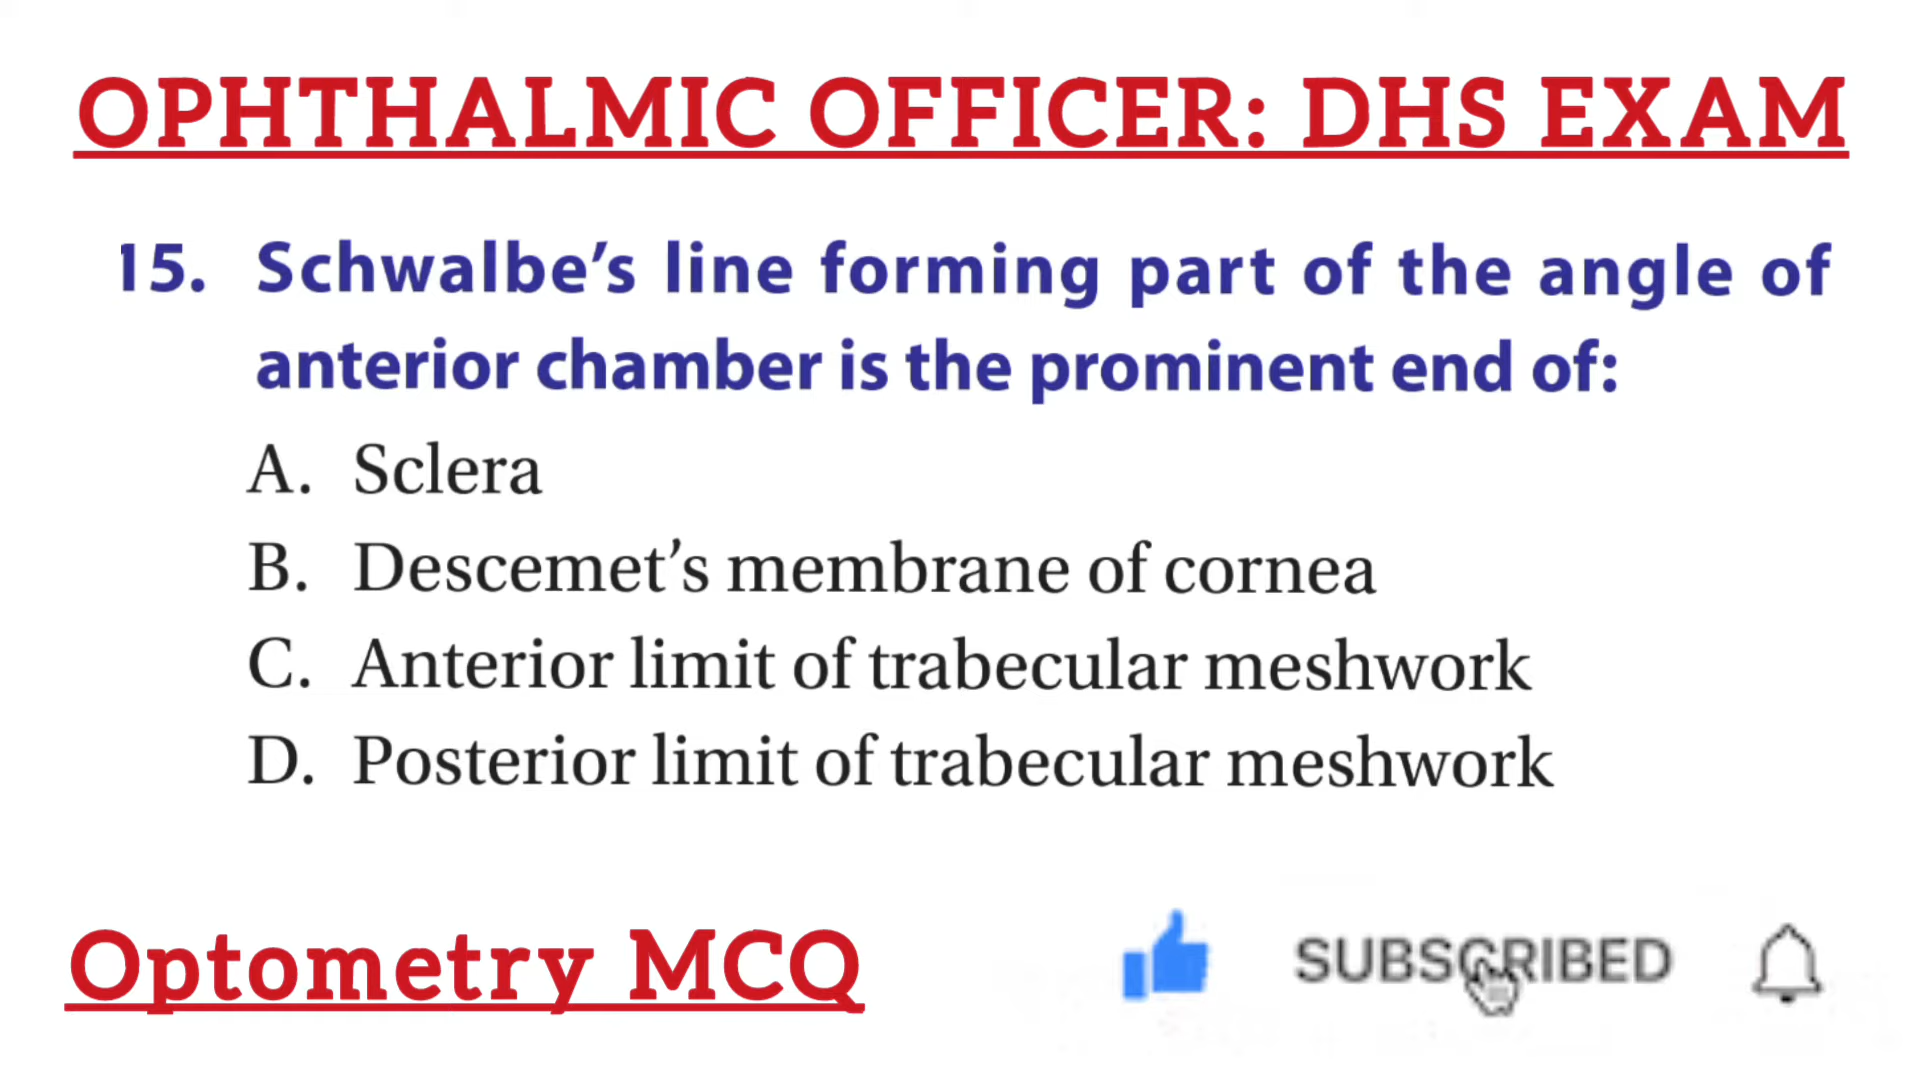 OPHTHALMIC OFFICER: DHS EXAM
15. Schwalbe’s line forming part of the angle of
anterior chamber is the prominent end of:
A. Sclera
B. Descemet’s membrane of cornea
C. Anterior limit of trabecular meshwork
D. Posterior limit of trabecular meshwork
Optometry MCQ
SUBSCRIBED